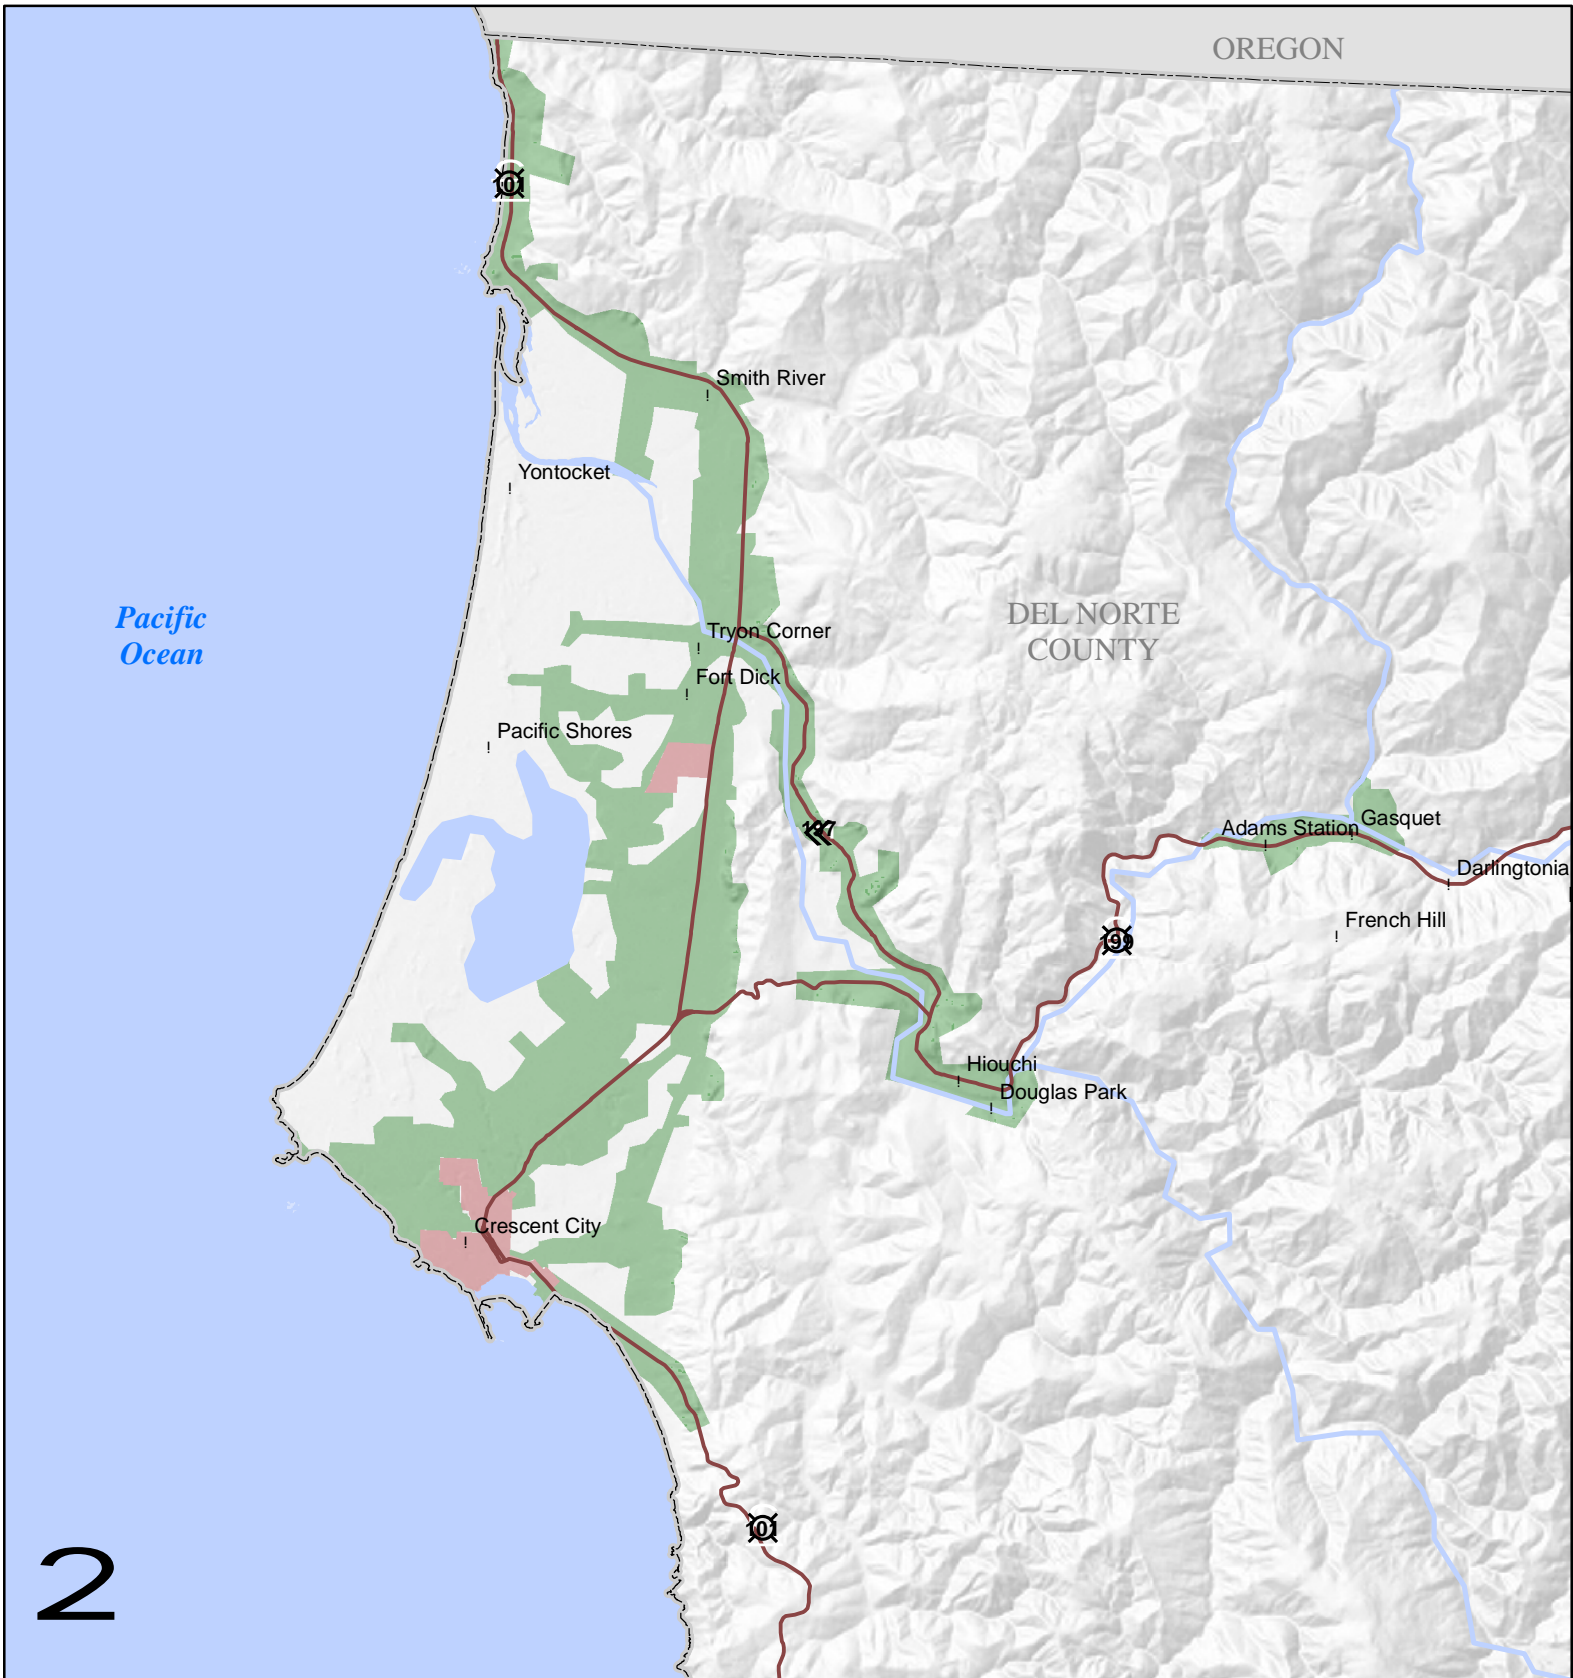 OREGON
101
Smith River
Yontocket
Pacific
Ocean
DEL NORTE
COUNTY
Tryon Corner
Fort Dick
Pacific Shores
197
Adams Station
Gasquet
Darlingtonia
French Hill
199
Hiouchi
Douglas Park
Crescent City
101
2